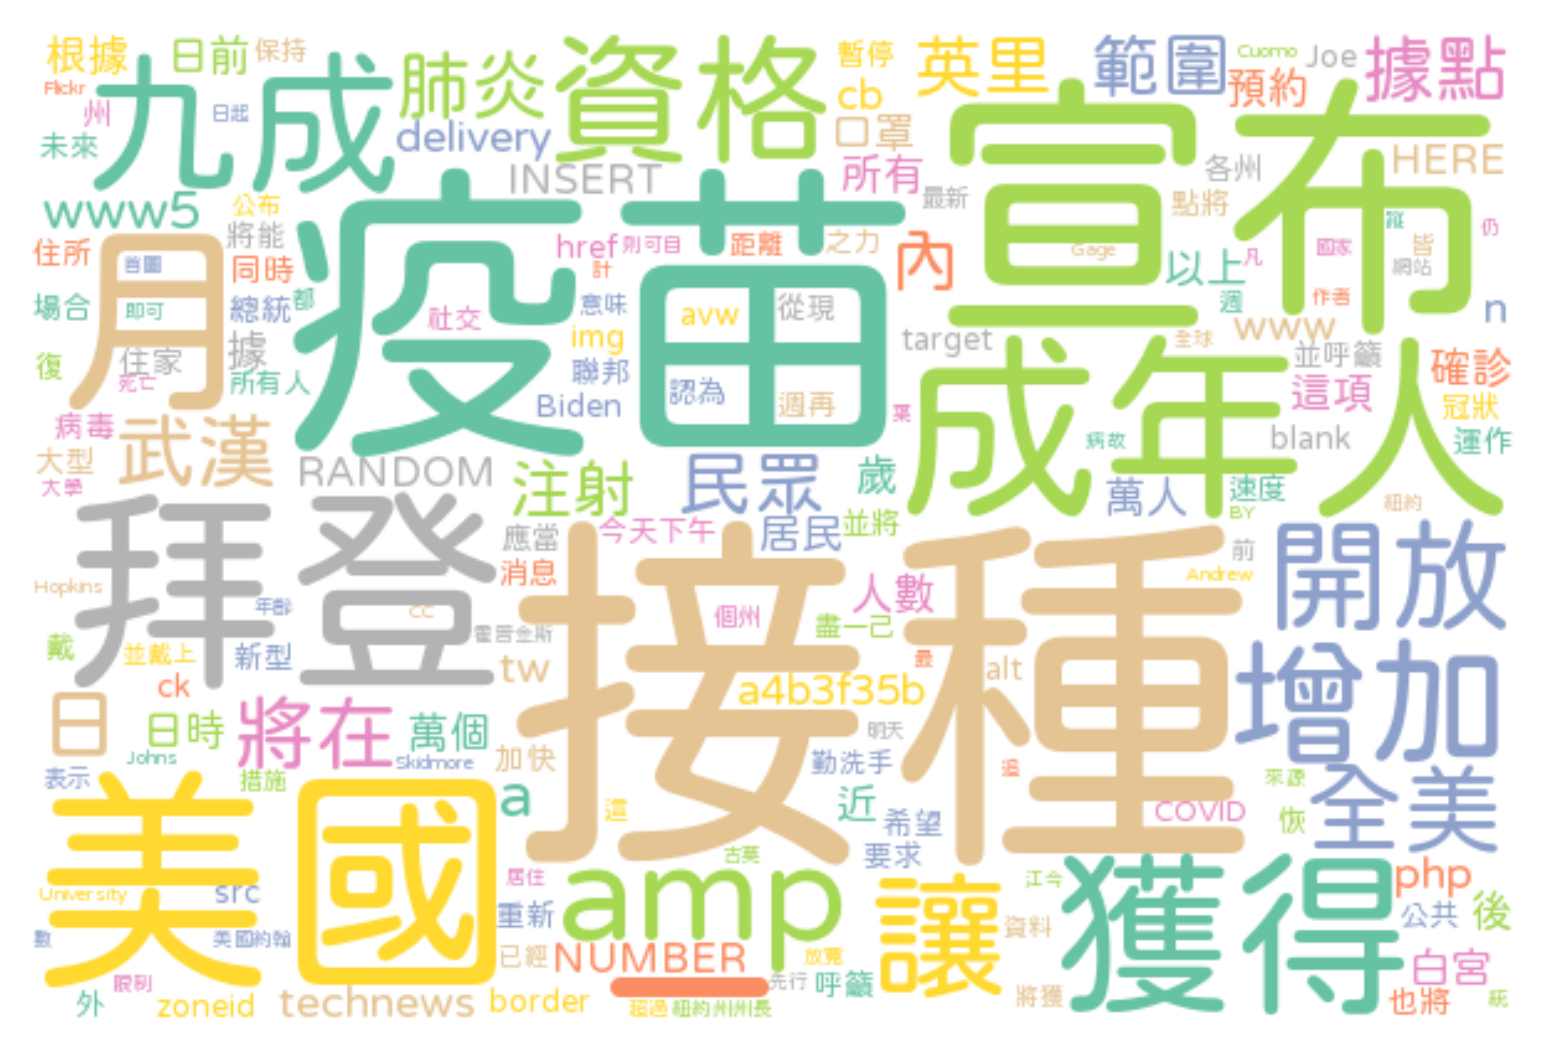 根據 日前 保持 肺炎 資格 暫停 英里 範圍 Cuomo Joe 據點
Flickr 九成 cb 預約
州 日起 delivery 口罩 宣布 HERE
未來 INSERT 所有 各州
www5 公布 疫苗 最新 點將
月 將能 href 則可目 距離 之力 內 Gage 以上 凡 國家 皆 仍
住所 首圖 同時 計 網站
場合 即可 總統 都 社交 意味 avw 從現 週 作者 n
復 住家 據 img target www 全球 並呼籲
死亡 所有人 聯邦 認為 週再 成年人 這項 確診
病毒 武漢 Biden 葉 病故 blank 冠狀 運作
大型 RANDOM 注射 民眾 歲 萬人 速度
大學 BY 紐約
拜登 應當 今天下午 居民 並將 前 開放
Hopkins 消息 接種 人數 Andrew
年齡 cc 霍普金斯 個州 盡一己
戴 並戴上 新型 tw 最 alt 增加
ck a4b3f35b
日 日時 將在 萬個 明天
Johns Skidmore 加快 勤洗手 追
表示 措施 來源 全美
美國 a 這 近 希望 COVID 恢
古莫 要求
University src 居住 amp 讓 江今 獲得 php
數 美國約翰 重新 資料 公共 後
限制 已經 NUMBER 放寬 白宮
外 zoneid technews border 先行 呼籲 將獲 也將
超過 紐約州州長